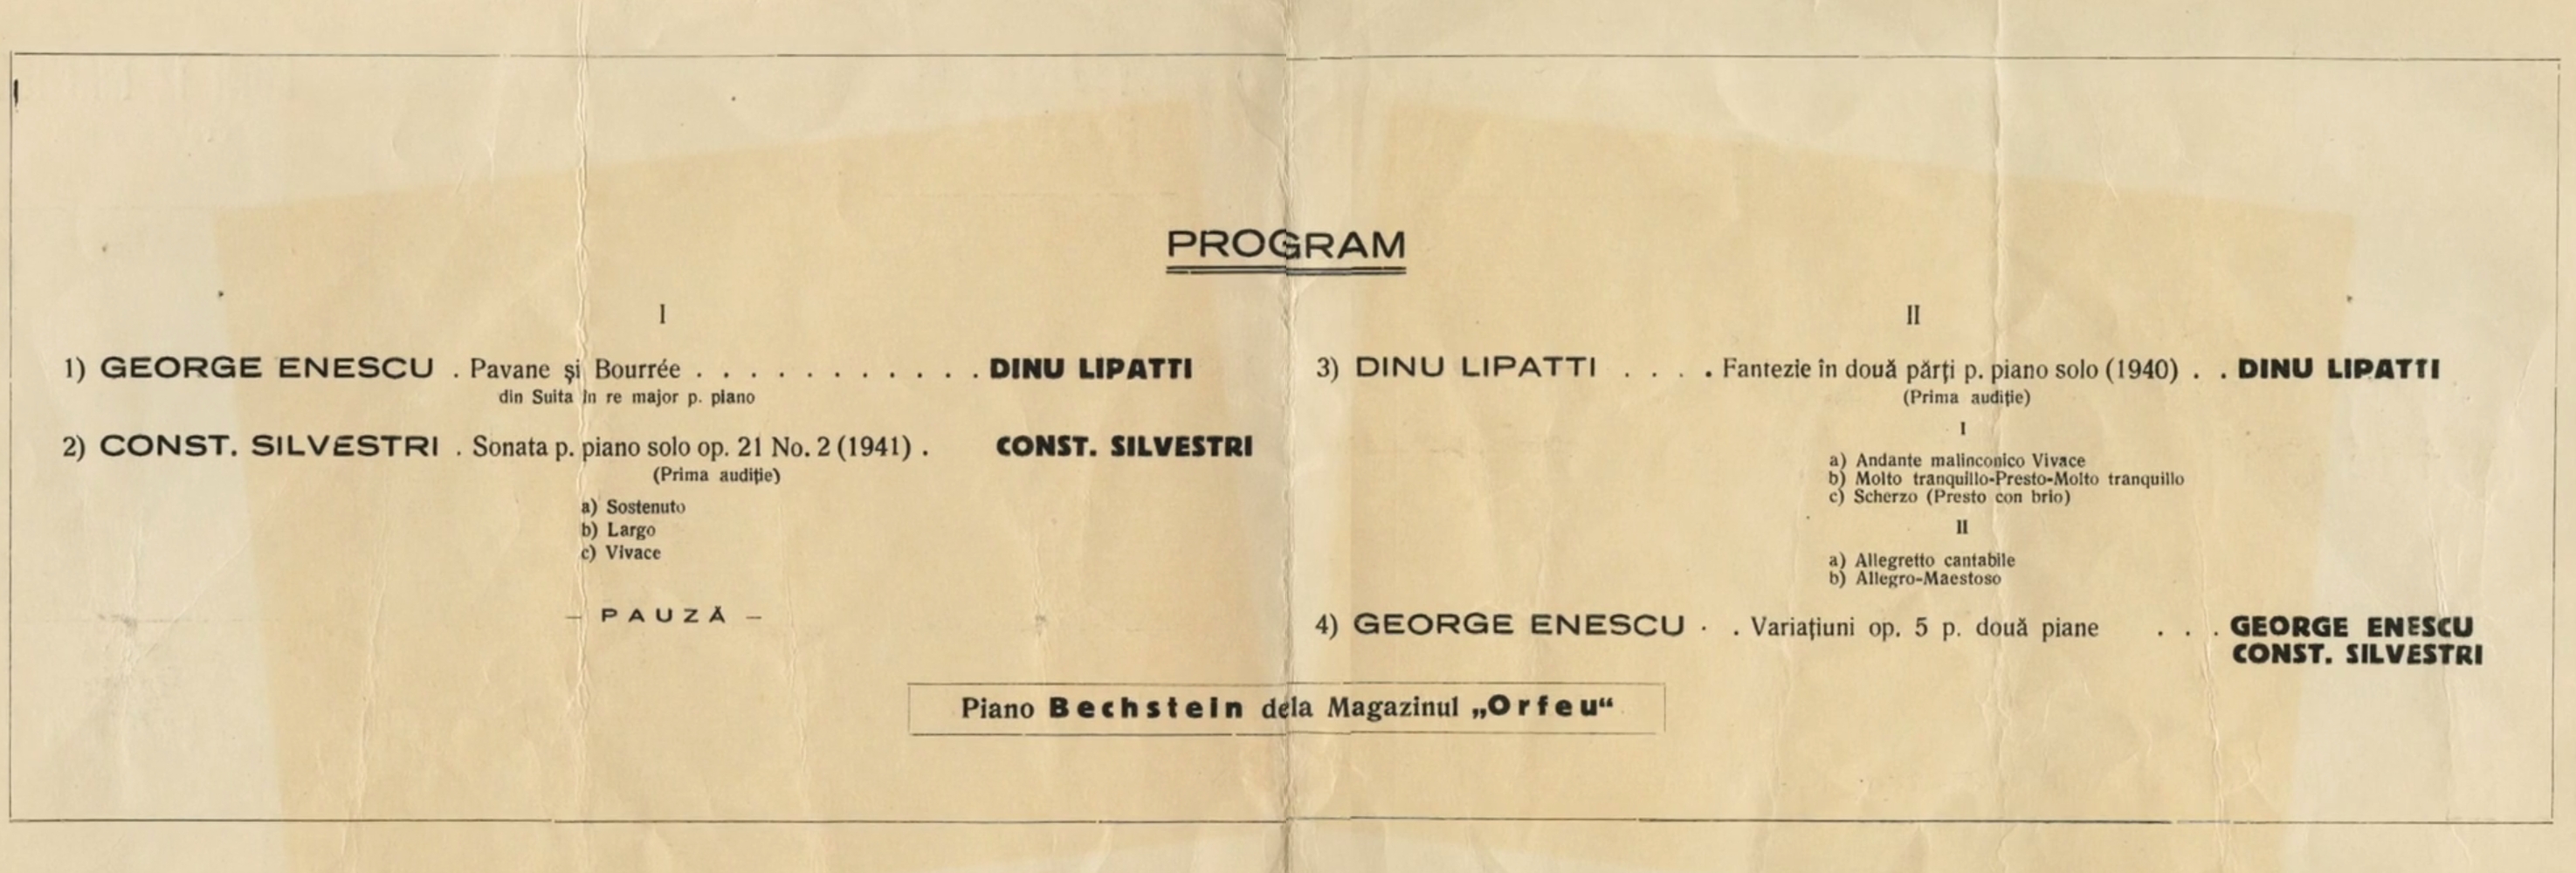 PROGRAM
I
1) GEORGE ENESCU . Pavane și Bourrée . . . . . . . . . . . DINU LIPATTI
din Suita în re major p. piano
2) CONST. SILVESTRI . Sonata p. piano solo op. 21 No. 2 (1941) . CONST. SILVESTRI
(Prima audiție)
a) Sostenuto
b) Largo
c) Vivace
– PAUZĂ –
II
3) DINU LIPATTI . . . . Fantezie în două părți p. piano solo (1940) . . DINU LIPATTI
(Prima audiție)
I
a) Andante malinconico Vivace
b) Molto tranquillo-Presto-Molto tranquillo
c) Scherzo (Presto con brio)
II
a) Allegretto cantabile
b) Allegro-Maestoso
4) GEORGE ENESCU . . Variațiuni op. 5 p. două piane . . . GEORGE ENESCU
CONST. SILVESTRI
Piano Bechstein dela Magazinul „Orfeu“